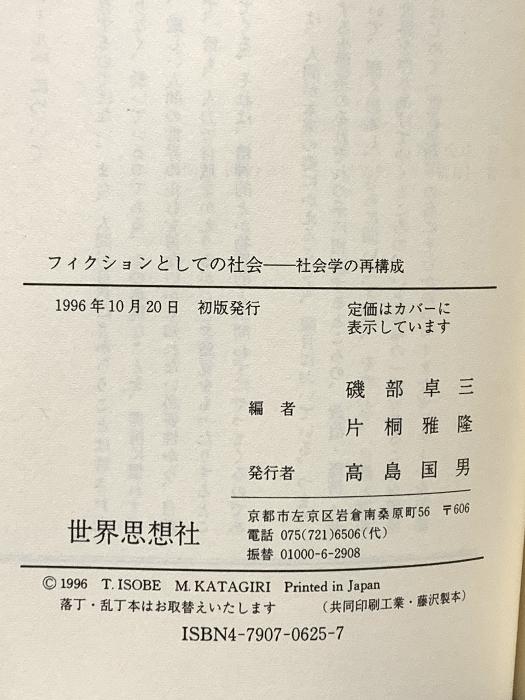 フィクションとしての社会——社会学の再構成
1996年10月20日 初版発行
定価はカバーに
表示しています
編者
磯部卓三
片桐雅隆
発行者 高島国男
世界思想社
京都市左京区岩倉南桑原町56 〒606
電話 075(721)6506(代)
振替 01000-6-2908
© 1996 T. ISOBE M. KATAGIRI Printed in Japan
落丁・乱丁本はお取替えいたします (共同印刷工業・藤沢製本)
ISBN4-7907-0625-7